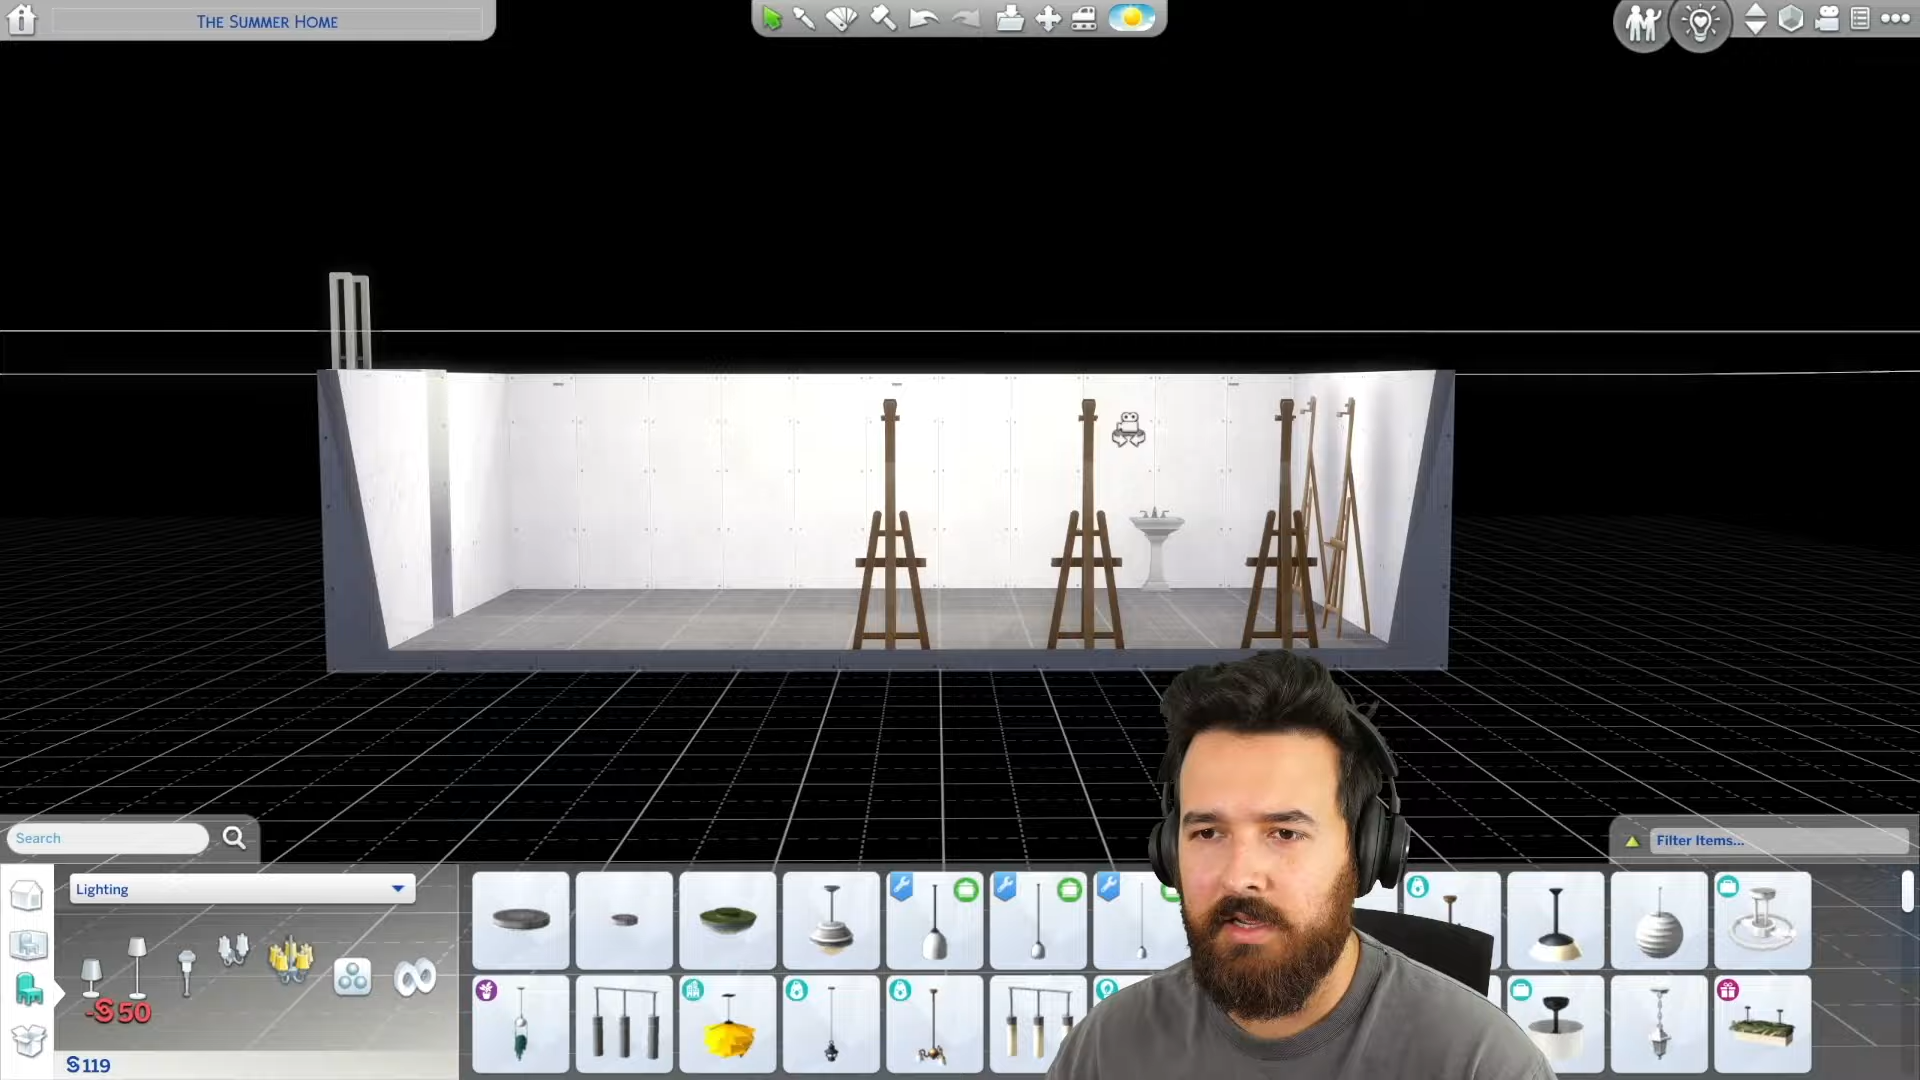 THE SUMMER HOME
Search
Filter Items...
Lighting
-§50
§119